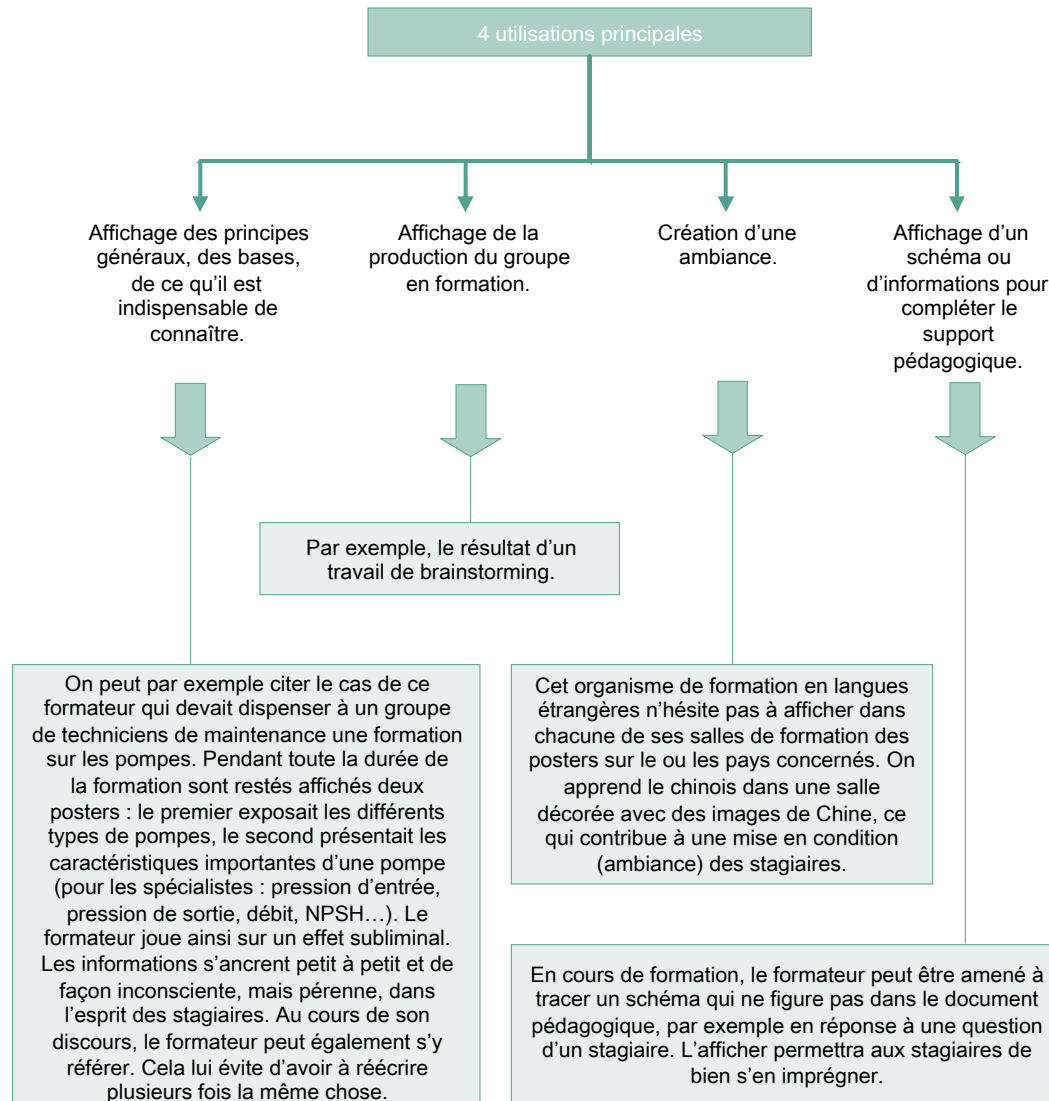 4 utilisations principales
Affichage des principes
généraux, des bases,
de ce qu’il est
indispensable de
connaître.
Affichage de la
production du groupe
en formation.
Création d’une
ambiance.
Affichage d’un
schéma ou
d’informations pour
compléter le
support
pédagogique.
Par exemple, le résultat d’un
travail de brainstorming.
On peut par exemple citer le cas de ce
formateur qui devait dispenser à un groupe
de techniciens de maintenance une formation
sur les pompes. Pendant toute la durée de
la formation sont restés affichés deux
posters : le premier exposait les différents
types de pompes, le second présentait les
caractéristiques importantes d’une pompe
(pour les spécialistes : pression d’entrée,
pression de sortie, débit, NPSH…). Le
formateur joue ainsi sur un effet subliminal.
Les informations s’ancrent petit à petit et de
façon inconsciente, mais pérenne, dans
l’esprit des stagiaires. Au cours de son
discours, le formateur peut également s’y
référer. Cela lui évite d’avoir à réécrire
plusieurs fois la même chose.
Cet organisme de formation en langues
étrangères n’hésite pas à afficher dans
chacune de ses salles de formation des
posters sur le ou les pays concernés. On
apprend le chinois dans une salle
décorée avec des images de Chine, ce
qui contribue à une mise en condition
(ambiance) des stagiaires.
En cours de formation, le formateur peut être amené à
tracer un schéma qui ne figure pas dans le document
pédagogique, par exemple en réponse à une question
d’un stagiaire. L’afficher permettra aux stagiaires de
bien s’en imprégner.